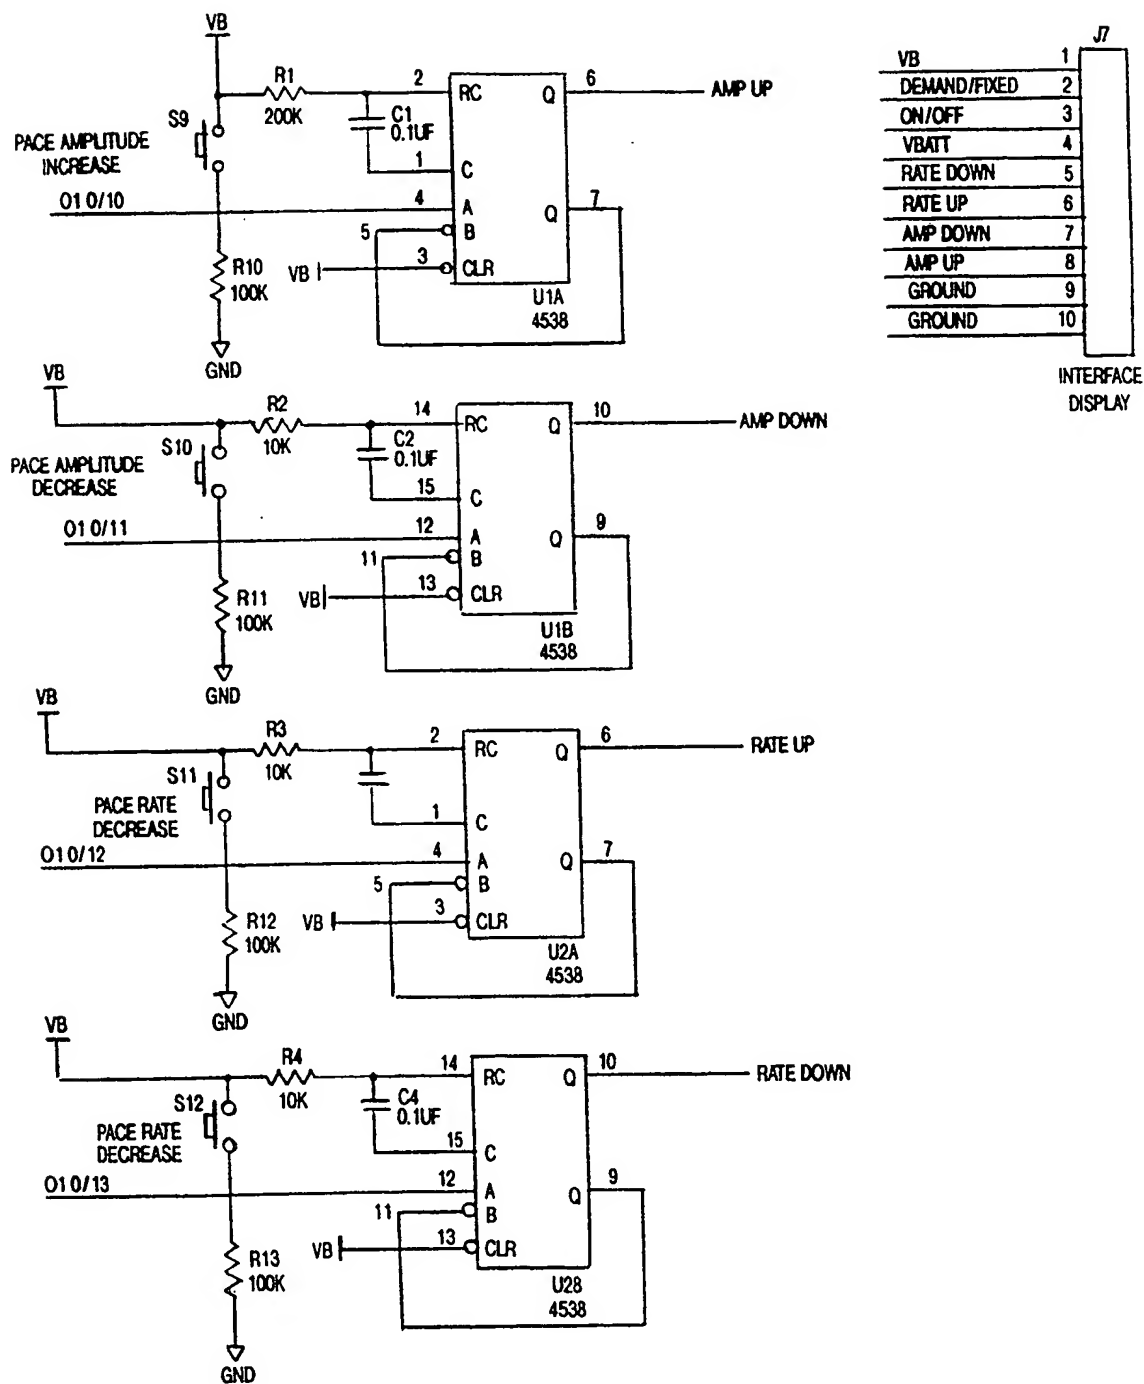 VB
R1
200K
2
RC
Q
6
AMP UP
S9
C1
0.1UF
PACE AMPLITUDE
INCREASE
1
C
O1 0/10
4
A
Q
7
5
B
VB
3
CLR
R10
100K
U1A
4538
GND
J7
VB 1
DEMAND/FIXED 2
ON/OFF 3
VBATT 4
RATE DOWN 5
RATE UP 6
AMP DOWN 7
AMP UP 8
GROUND 9
GROUND 10
INTERFACE
DISPLAY
VB
R2
10K
14
RC
Q
10
AMP DOWN
S10
C2
0.1UF
PACE AMPLITUDE
DECREASE
15
C
O1 0/11
12
A
Q
9
11
B
VB
13
CLR
R11
100K
U1B
4538
GND
VB
R3
10K
2
RC
Q
6
RATE UP
S11
PACE RATE
DECREASE
1
C
O1 0/12
4
A
Q
7
5
B
VB
3
CLR
R12
100K
U2A
4538
GND
VB
R4
10K
14
RC
Q
10
RATE DOWN
S12
C4
0.1UF
PACE RATE
DECREASE
15
C
O1 0/13
12
A
Q
9
11
B
VB
13
CLR
R13
100K
U28
4538
GND